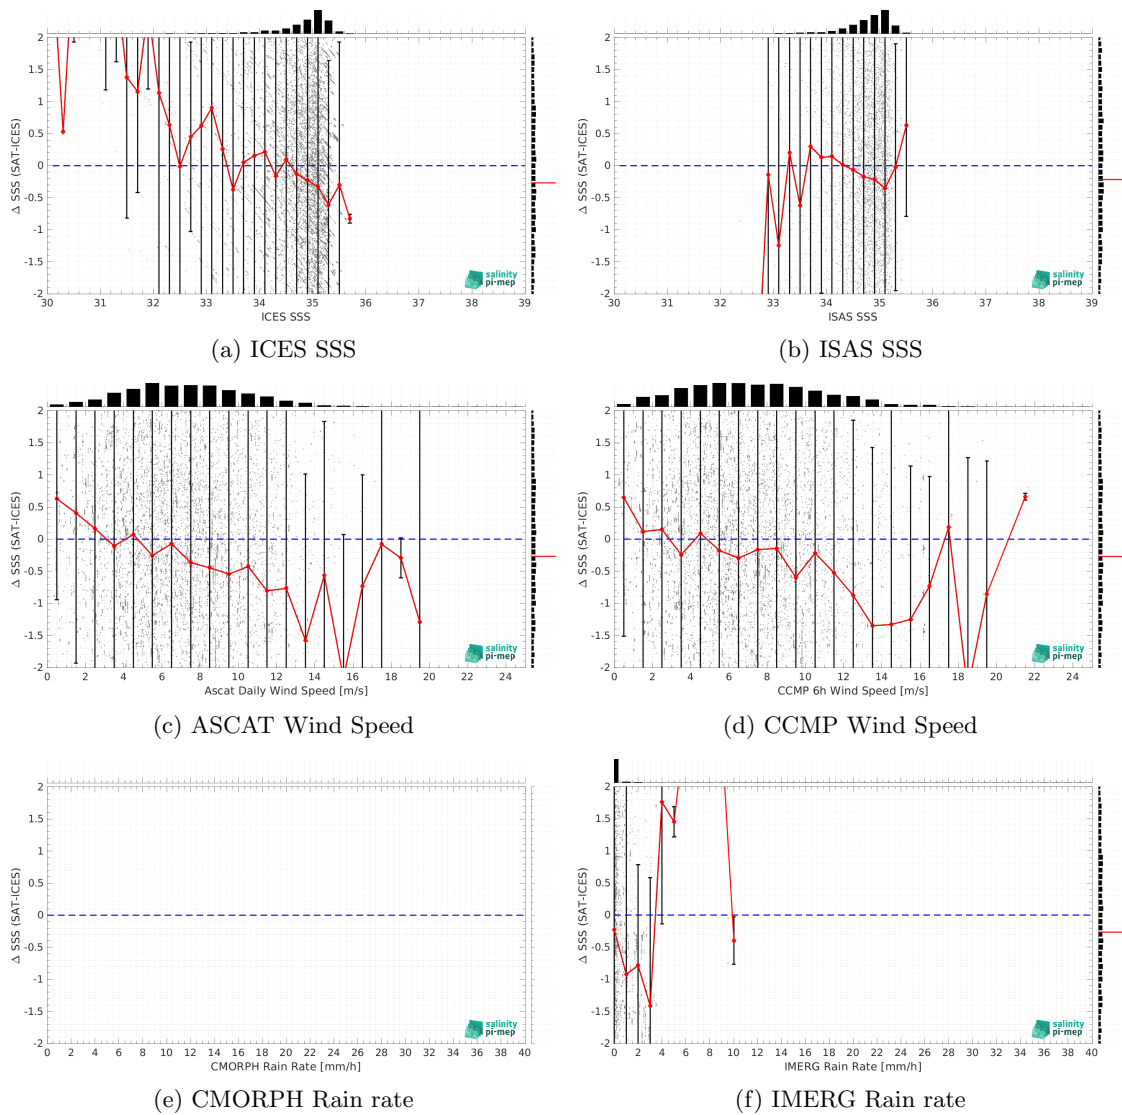 2
1.5
1
0.5
0
-0.5
-1
-1.5
-2
Δ SSS (SAT-ICES)
30 31 32 33 34 35 36 37 38 39
ICES SSS
salinity
pi-mep
(a) ICES SSS
2
1.5
1
0.5
0
-0.5
-1
-1.5
-2
Δ SSS (SAT-ICES)
30 31 32 33 34 35 36 37 38 39
ISAS SSS
salinity
pi-mep
(b) ISAS SSS
2
1.5
1
0.5
0
-0.5
-1
-1.5
-2
Δ SSS (SAT-ICES)
0 2 4 6 8 10 12 14 16 18 20 22 24
Ascat Daily Wind Speed [m/s]
salinity
pi-mep
(c) ASCAT Wind Speed
2
1.5
1
0.5
0
-0.5
-1
-1.5
-2
Δ SSS (SAT-ICES)
0 2 4 6 8 10 12 14 16 18 20 22 24
CCMP 6h Wind Speed [m/s]
salinity
pi-mep
(d) CCMP Wind Speed
2
1.5
1
0.5
0
-0.5
-1
-1.5
-2
Δ SSS (SAT-ICES)
0 2 4 6 8 10 12 14 16 18 20 22 24 26 28 30 32 34 36 38 40
CMORPH Rain Rate [mm/h]
salinity
pi-mep
(e) CMORPH Rain rate
2
1.5
1
0.5
0
-0.5
-1
-1.5
-2
Δ SSS (SAT-ICES)
0 2 4 6 8 10 12 14 16 18 20 22 24 26 28 30 32 34 36 38 40
IMERG Rain Rate [mm/h]
salinity
pi-mep
(f) IMERG Rain rate